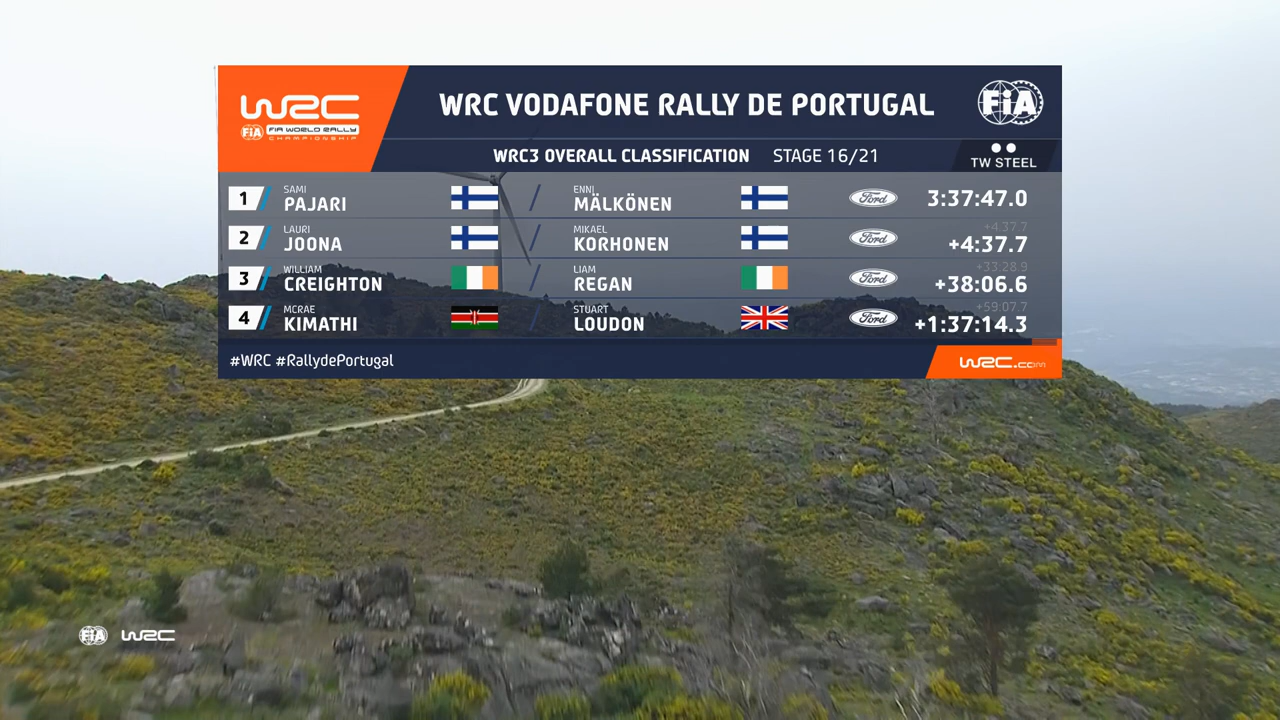 WRC
FIA WORLD RALLY
CHAMPIONSHIP
WRC VODAFONE RALLY DE PORTUGAL
FIA
WRC3 OVERALL CLASSIFICATION STAGE 16/21
TW STEEL
1 SAMI PAJARI / ENNI MÄLKÖNEN Ford 3:37:47.0
+4:37.7
2 LAURI JOONA / MIKAEL KORHONEN Ford +4:37.7
+33:28.9
3 WILLIAM CREIGHTON / LIAM REGAN Ford +38:06.6
+59:07.7
4 MCRAE KIMATHI / STUART LOUDON Ford +1:37:14.3
#WRC #RallydePortugal
WRC.com
FIA WRC